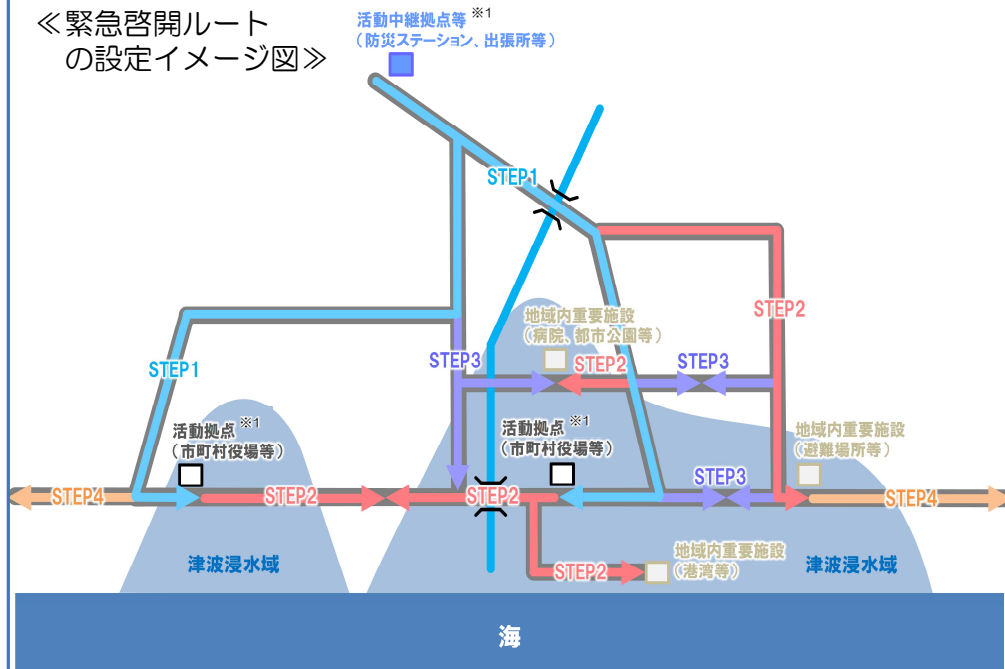 ≪緊急啓開ルート
の設定イメージ図≫
活動中継拠点等 ※1
（防災ステーション、出張所等）
STEP1
STEP2
地域内重要施設
（病院、都市公園等）
STEP3
STEP2
STEP3
STEP1
活動拠点 ※1
（市町村役場等）
活動拠点 ※1
（市町村役場等）
地域内重要施設
（避難場所等）
STEP3
STEP4
STEP2
STEP2
STEP4
津波浸水域
STEP2
地域内重要施設
（港湾等）
津波浸水域
海